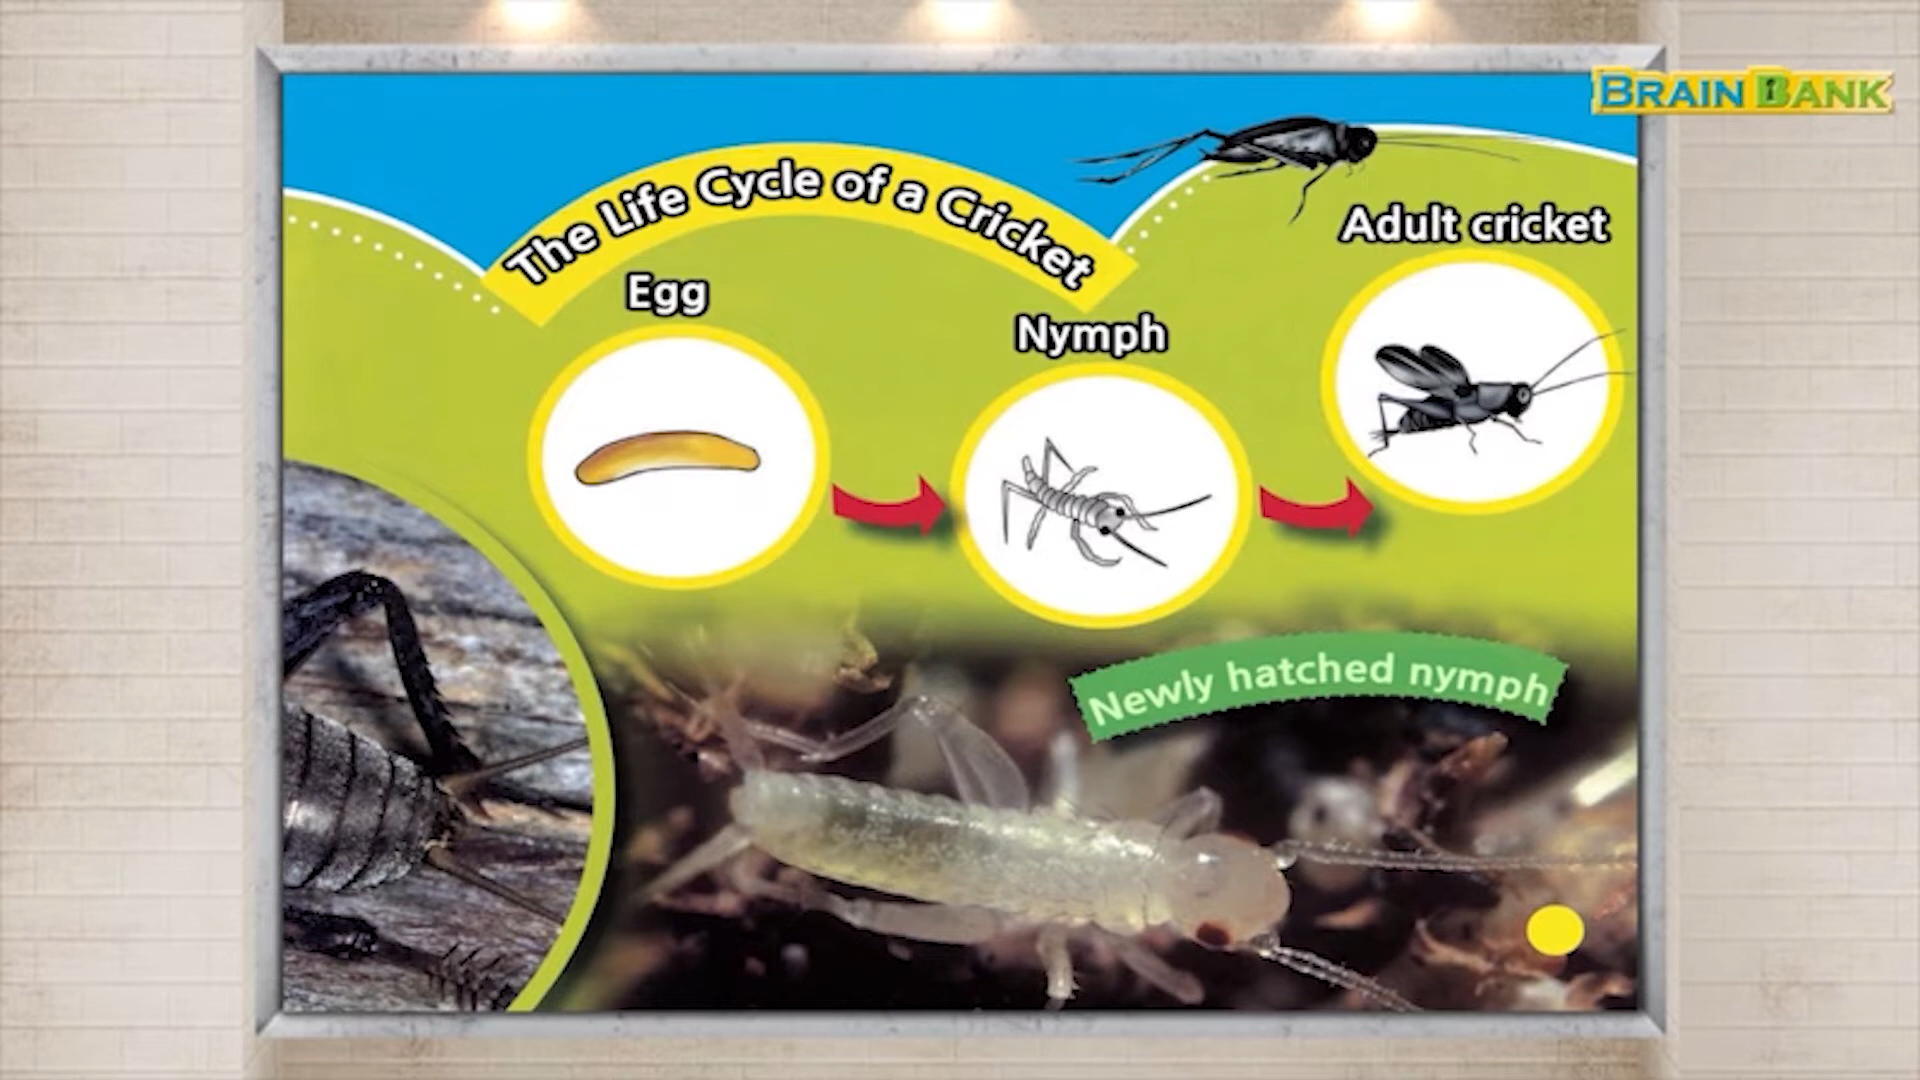 BRAIN BANK
The Life Cycle of a Cricket
Egg
Nymph
Adult cricket
Newly hatched nymph